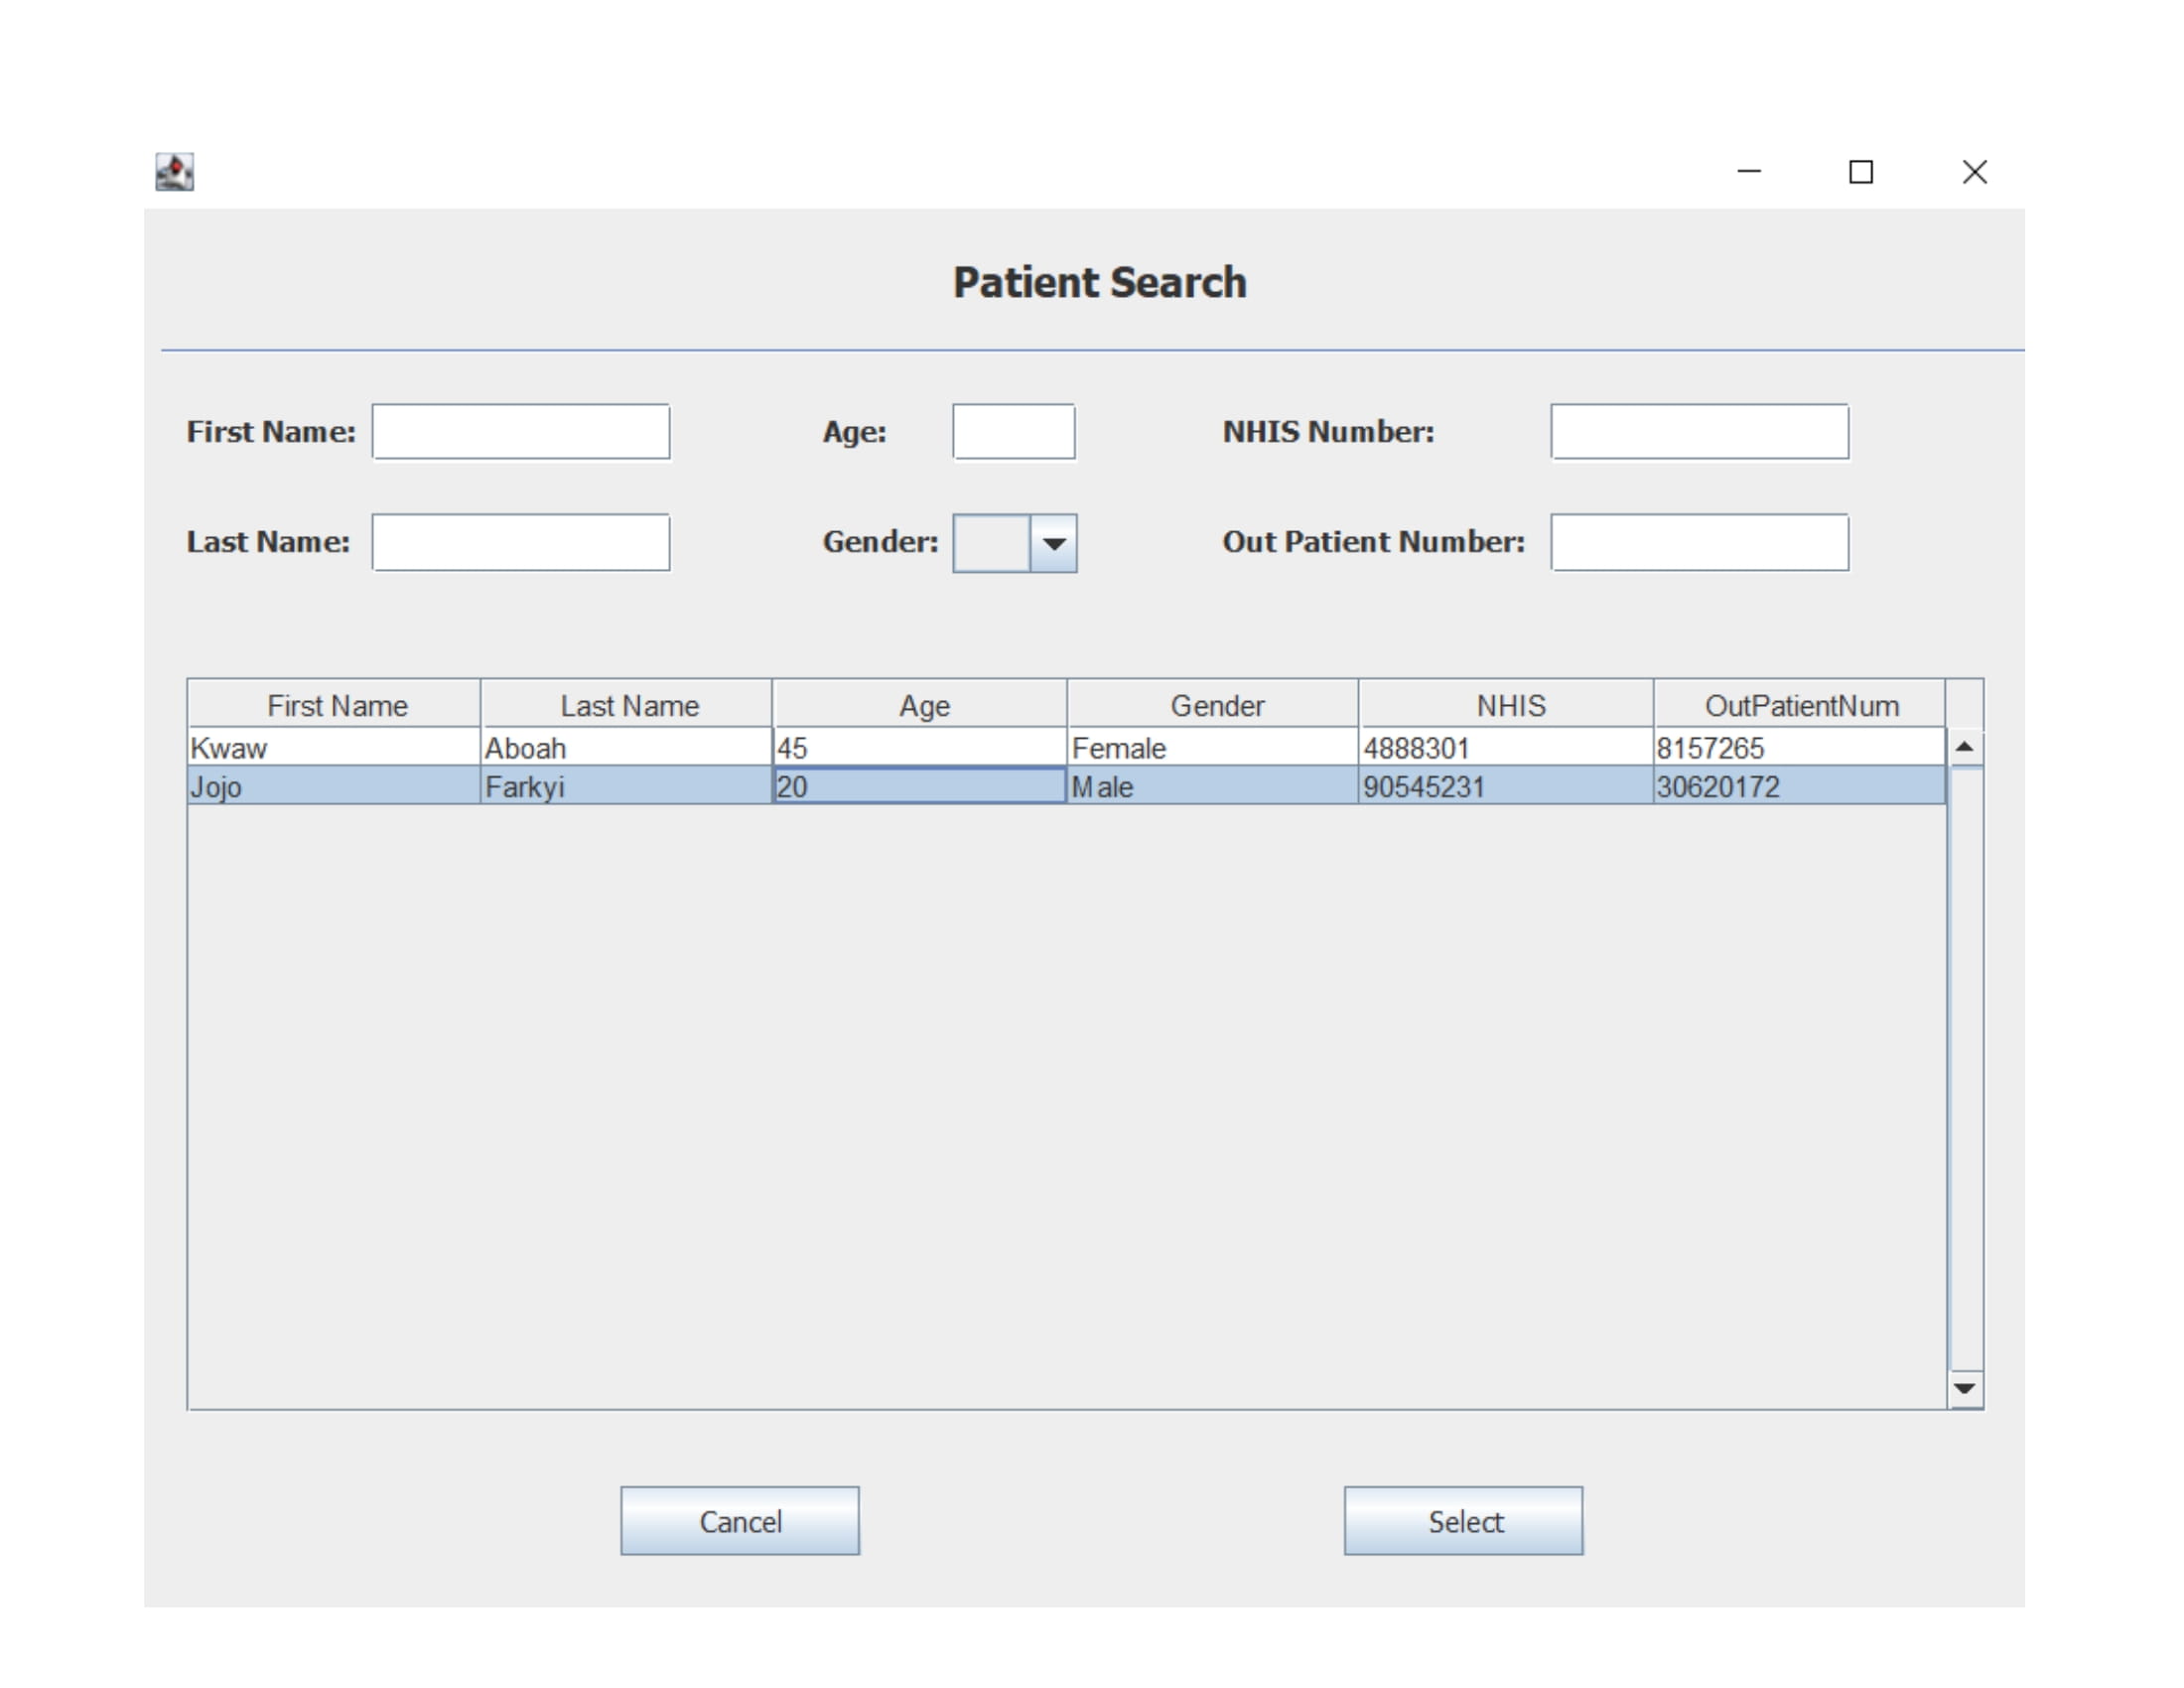 Patient Search
First Name: Age: NHIS Number:
Last Name: Gender: Out Patient Number:
First Name Last Name Age Gender NHIS OutPatientNum
Kwaw Aboah 45 Female 4888301 8157265
Jojo Farkyi 20 Male 90545231 30620172
Cancel Select